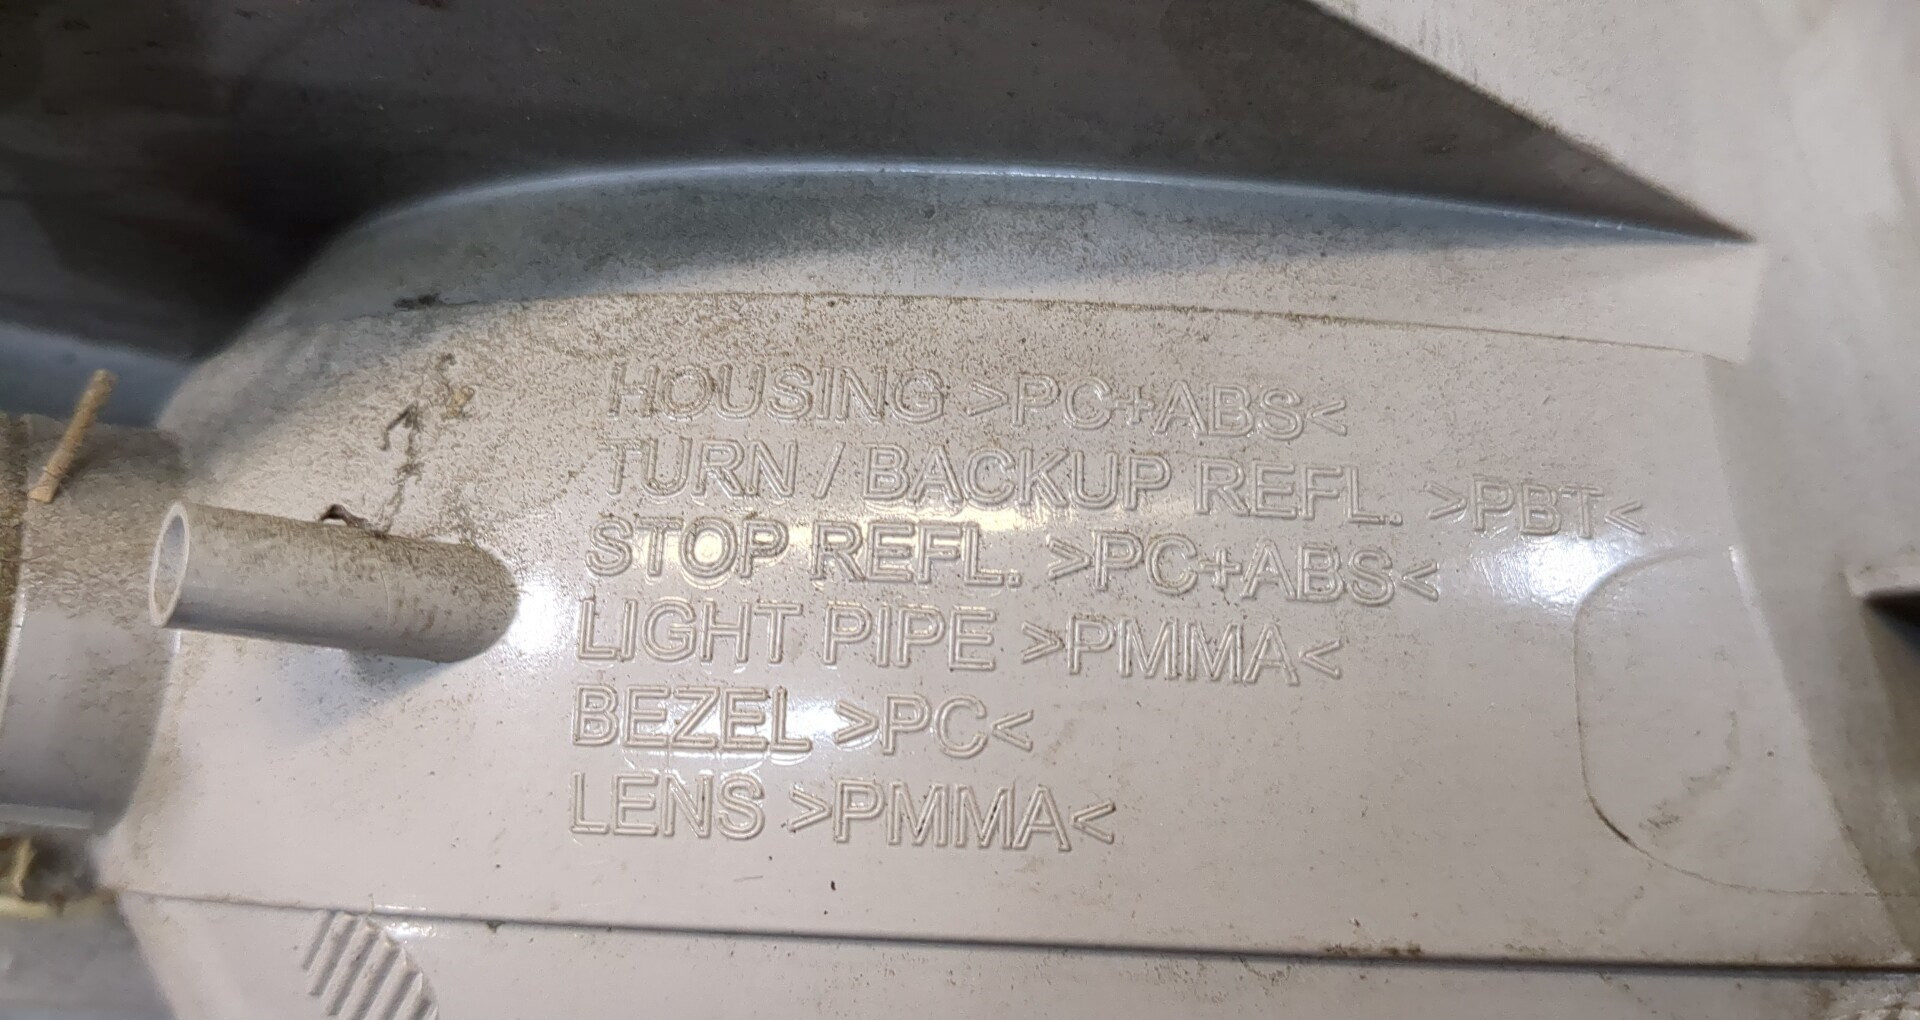 HOUSING >PC+ABS<
TURN / BACKUP REFL. >PBT<
STOP REFL. >PC+ABS<
LIGHT PIPE >PMMA<
BEZEL >PC<
LENS >PMMA<